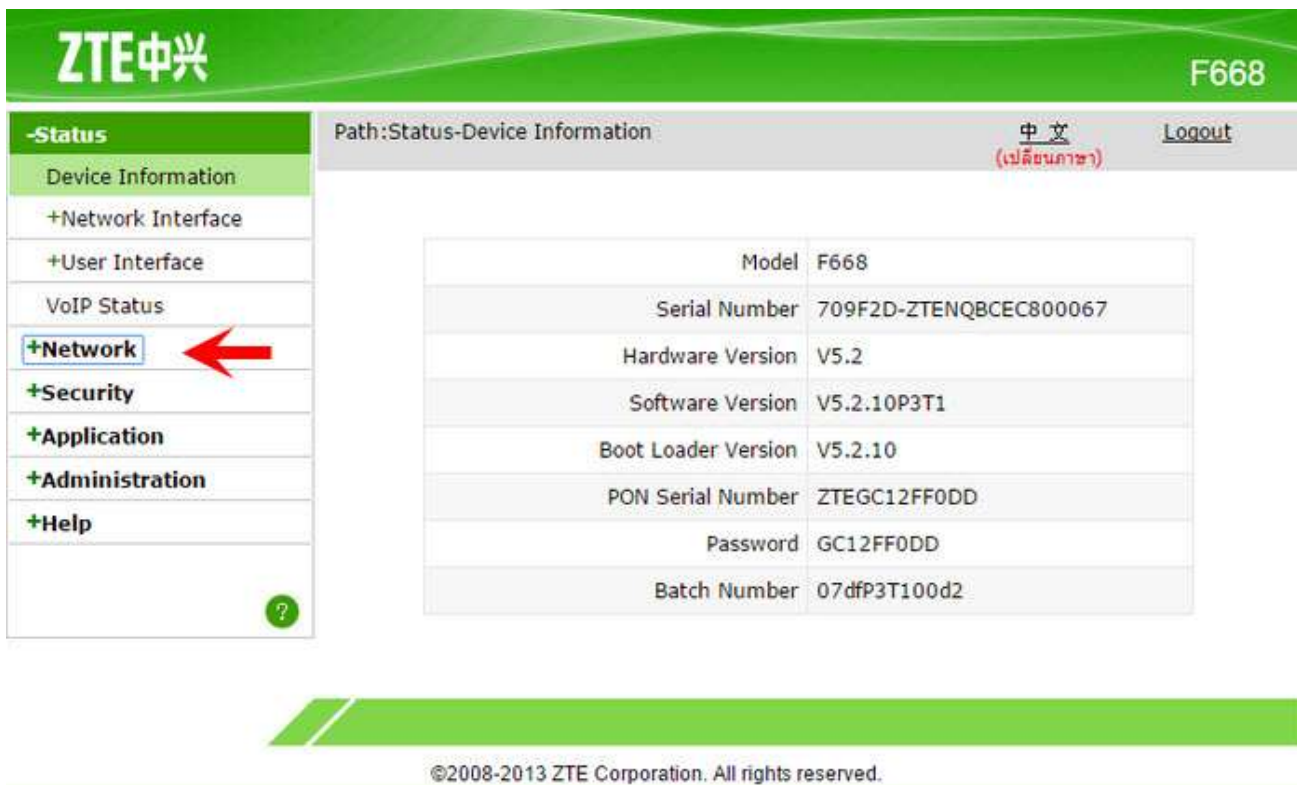 ZTE中兴
F668
-Status
Path:Status-Device Information
中 文
Logout
(เปลี่ยนภาษา)
Device Information
+Network Interface
+User Interface
VoIP Status
+Network
+Security
+Application
+Administration
+Help
?
Model F668
Serial Number 709F2D-ZTENQBCEC800067
Hardware Version V5.2
Software Version V5.2.10P3T1
Boot Loader Version V5.2.10
PON Serial Number ZTEGC12FF0DD
Password GC12FF0DD
Batch Number 07dfP3T100d2
©2008-2013 ZTE Corporation. All rights reserved.